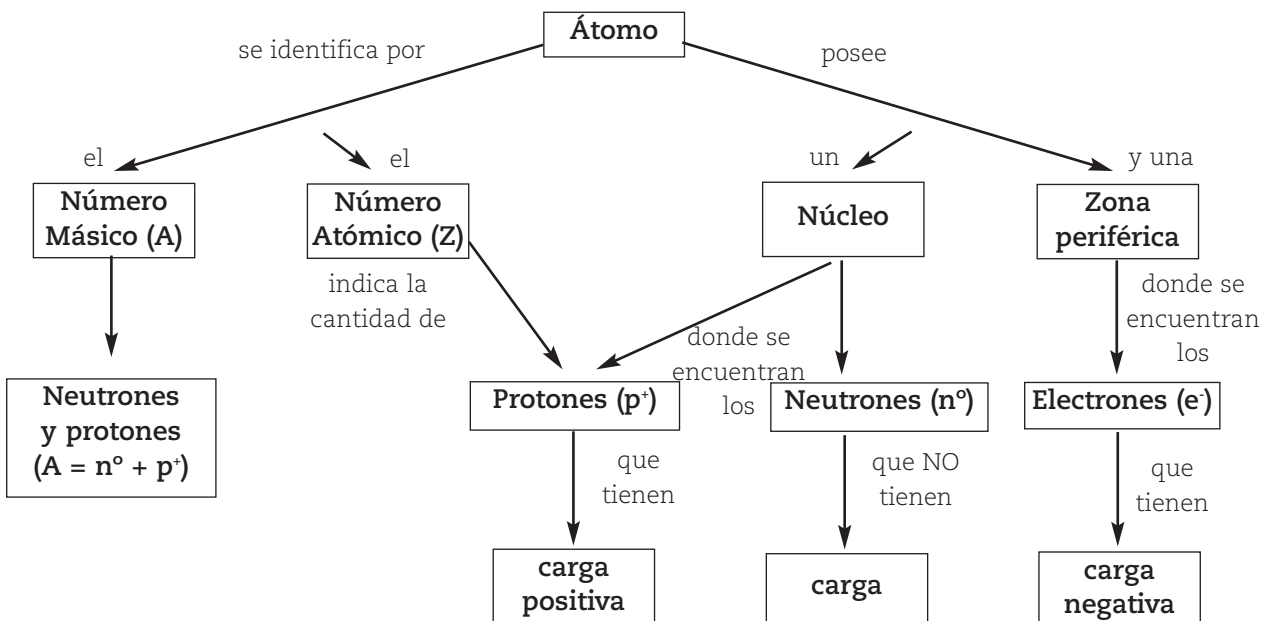 Átomo
se identifica por
posee
el
el
un
y una
Número
Másico (A)
Número
Atómico (Z)
Núcleo
Zona
periférica
indica la
cantidad de
donde se
encuentran
los
donde se
encuentran
los
Neutrones
y protones
(A = nº + p⁺)
Protones (p⁺)
Neutrones (nº)
Electrones (e⁻)
que
tienen
que NO
tienen
que
tienen
carga
positiva
carga
carga
negativa